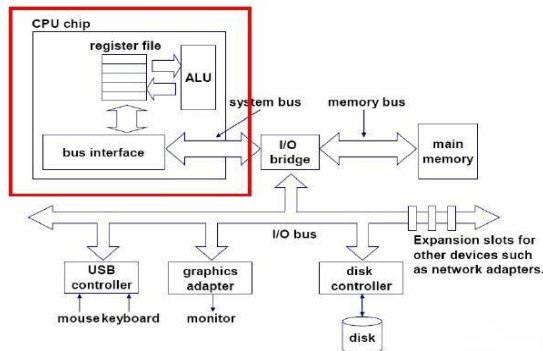 CPU chip
register file
ALU
system bus
memory bus
bus interface
I/O
bridge
main
memory
I/O bus
Expansion slots for
other devices such
as network adapters.
USB
controller
graphics
adapter
disk
controller
mouse
keyboard
monitor
disk